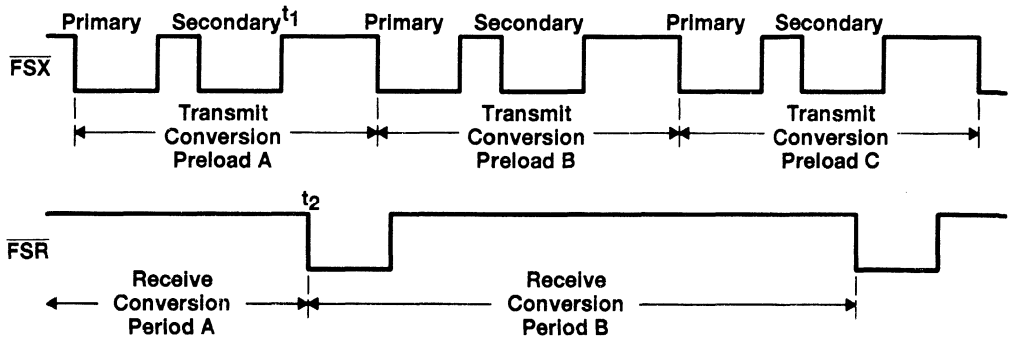 Primary Secondary t1 Primary Secondary Primary Secondary
FSX
Transmit
Conversion
Preload A
Transmit
Conversion
Preload B
Transmit
Conversion
Preload C
t2
FSR
Receive
Conversion
Period A
Receive
Conversion
Period B